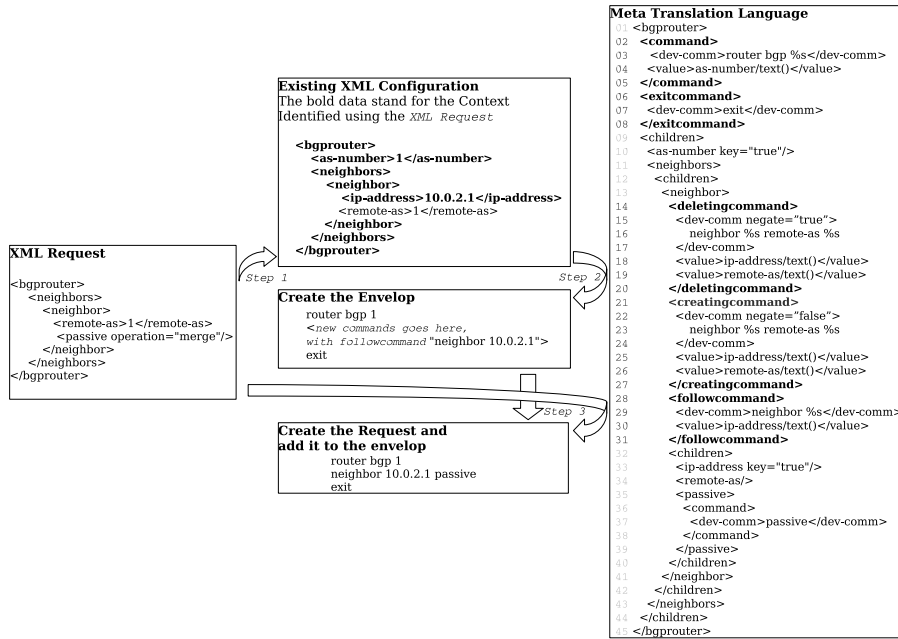 XML Request
<bgprouter>
<neighbors>
<neighbor>
<remote-as>1</remote-as>
<passive operation="merge"/>
</neighbor>
</neighbors>
</bgprouter>
Step 1
Existing XML Configuration
The bold data stand for the Context
Identified using the XML Request
<bgprouter>
<as-number>1</as-number>
<neighbors>
<neighbor>
<ip-address>10.0.2.1</ip-address>
<remote-as>1</remote-as>
</neighbor>
</neighbors>
</bgprouter>
Step 2
Create the Envelop
router bgp 1
<new commands goes here,
with followcommand "neighbor 10.0.2.1">
exit
Step 3
Create the Request and
add it to the envelop
router bgp 1
neighbor 10.0.2.1 passive
exit
Meta Translation Language
01 <bgprouter>
02 <command>
03 <dev-comm>router bgp %s</dev-comm>
04 <value>as-number/text()</value>
05 </command>
06 <exitcommand>
07 <dev-comm>exit</dev-comm>
08 </exitcommand>
09 <children>
10 <as-number key="true"/>
11 <neighbors>
12 <children>
13 <neighbor>
14 <deletingcommand>
15 <dev-comm negate=”true”>
16 neighbor %s remote-as %s
17 </dev-comm>
18 <value>ip-address/text()</value>
19 <value>remote-as/text()</value>
20 </deletingcommand>
21 <creatingcommand>
22 <dev-comm negate="false">
23 neighbor %s remote-as %s
24 </dev-comm>
25 <value>ip-address/text()</value>
26 <value>remote-as/text()</value>
27 </creatingcommand>
28 <followcommand>
29 <dev-comm>neighbor %s</dev-comm>
30 <value>ip-address/text()</value>
31 </followcommand>
32 <children>
33 <ip-address key="true"/>
34 <remote-as/>
35 <passive>
36 <command>
37 <dev-comm>passive</dev-comm>
38 </command>
39 </passive>
40 </children>
41 </neighbor>
42 </children>
43 </neighbors>
44 </children>
45 </bgprouter>